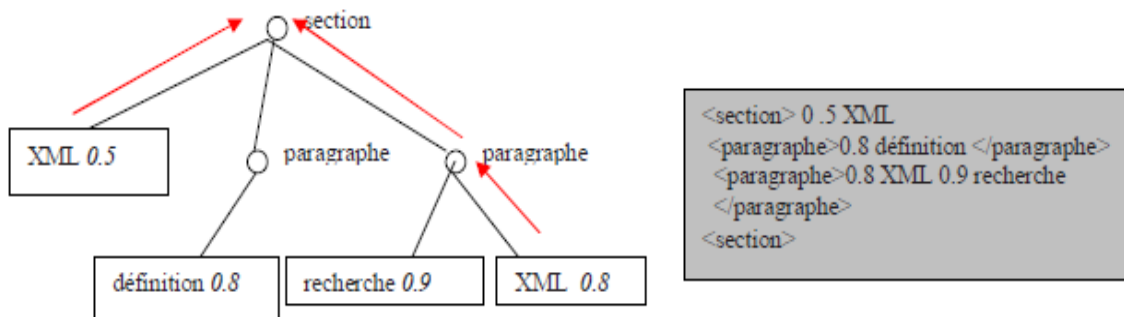 section
XML 0.5
paragraphe
paragraphe
définition 0.8
recherche 0.9
XML 0.8
<section> 0 .5 XML
<paragraphe>0.8 définition </paragraphe>
<paragraphe>0.8 XML 0.9 recherche
</paragraphe>
<section>